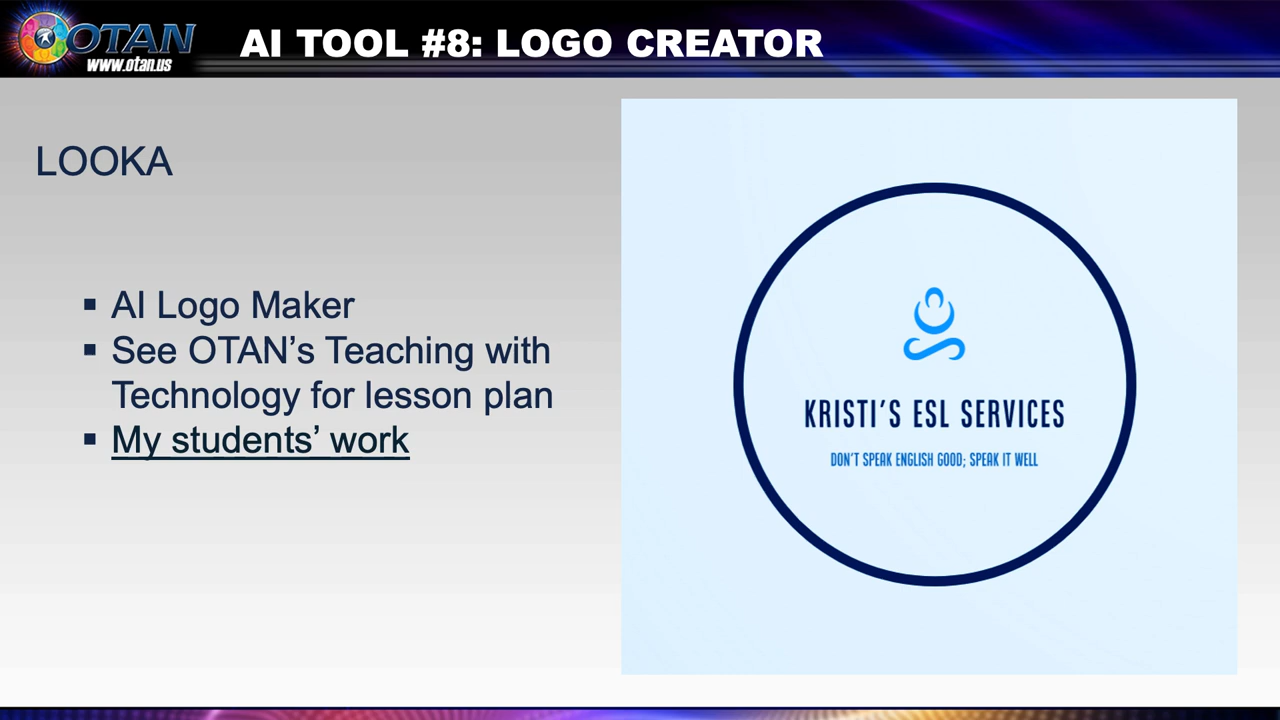 OTAN
www.otan.us
AI TOOL #8: LOGO CREATOR
LOOKA
▪ AI Logo Maker
▪ See OTAN’s Teaching with
Technology for lesson plan
▪ My students’ work
KRISTI’S ESL SERVICES
DON’T SPEAK ENGLISH GOOD; SPEAK IT WELL